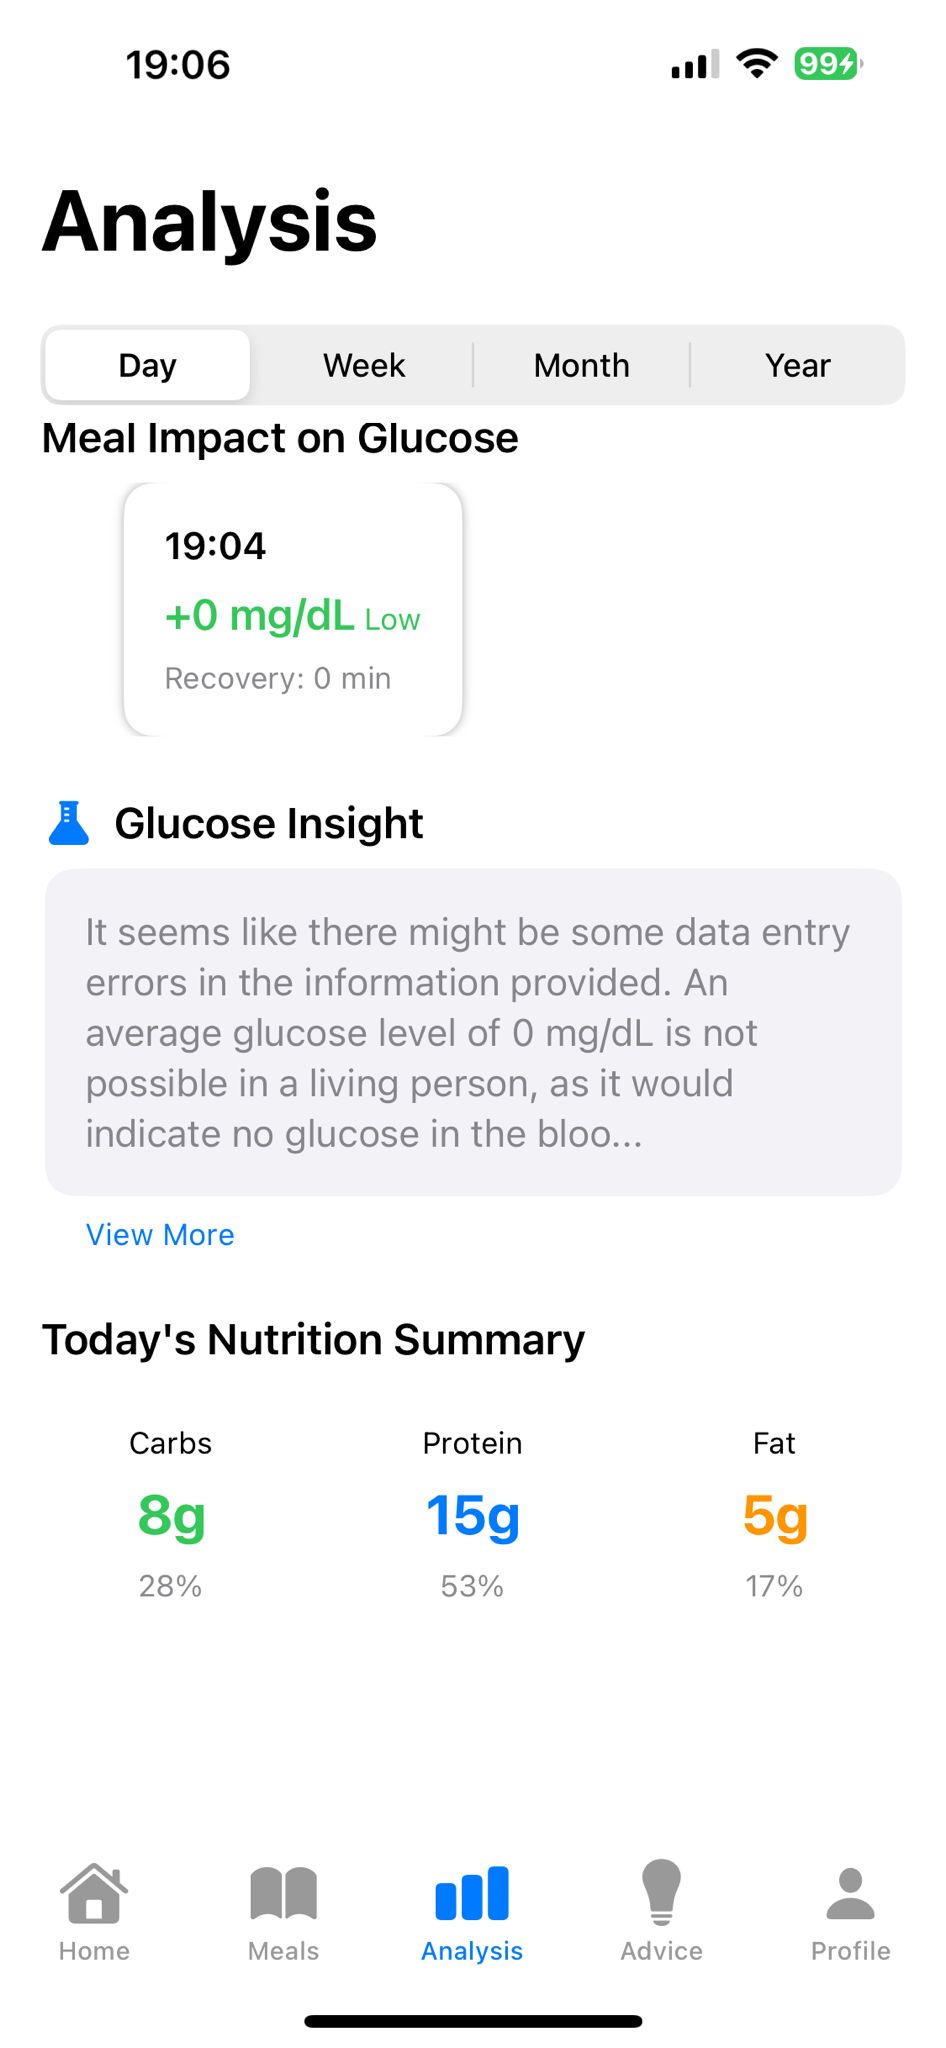 19:06
99
Analysis
Day Week Month Year
Meal Impact on Glucose
19:04
+0 mg/dL Low
Recovery: 0 min
Glucose Insight
It seems like there might be some data entry
errors in the information provided. An
average glucose level of 0 mg/dL is not
possible in a living person, as it would
indicate no glucose in the bloo...
View More
Today's Nutrition Summary
Carbs Protein Fat
8g 15g 5g
28% 53% 17%
Home Meals Analysis Advice Profile